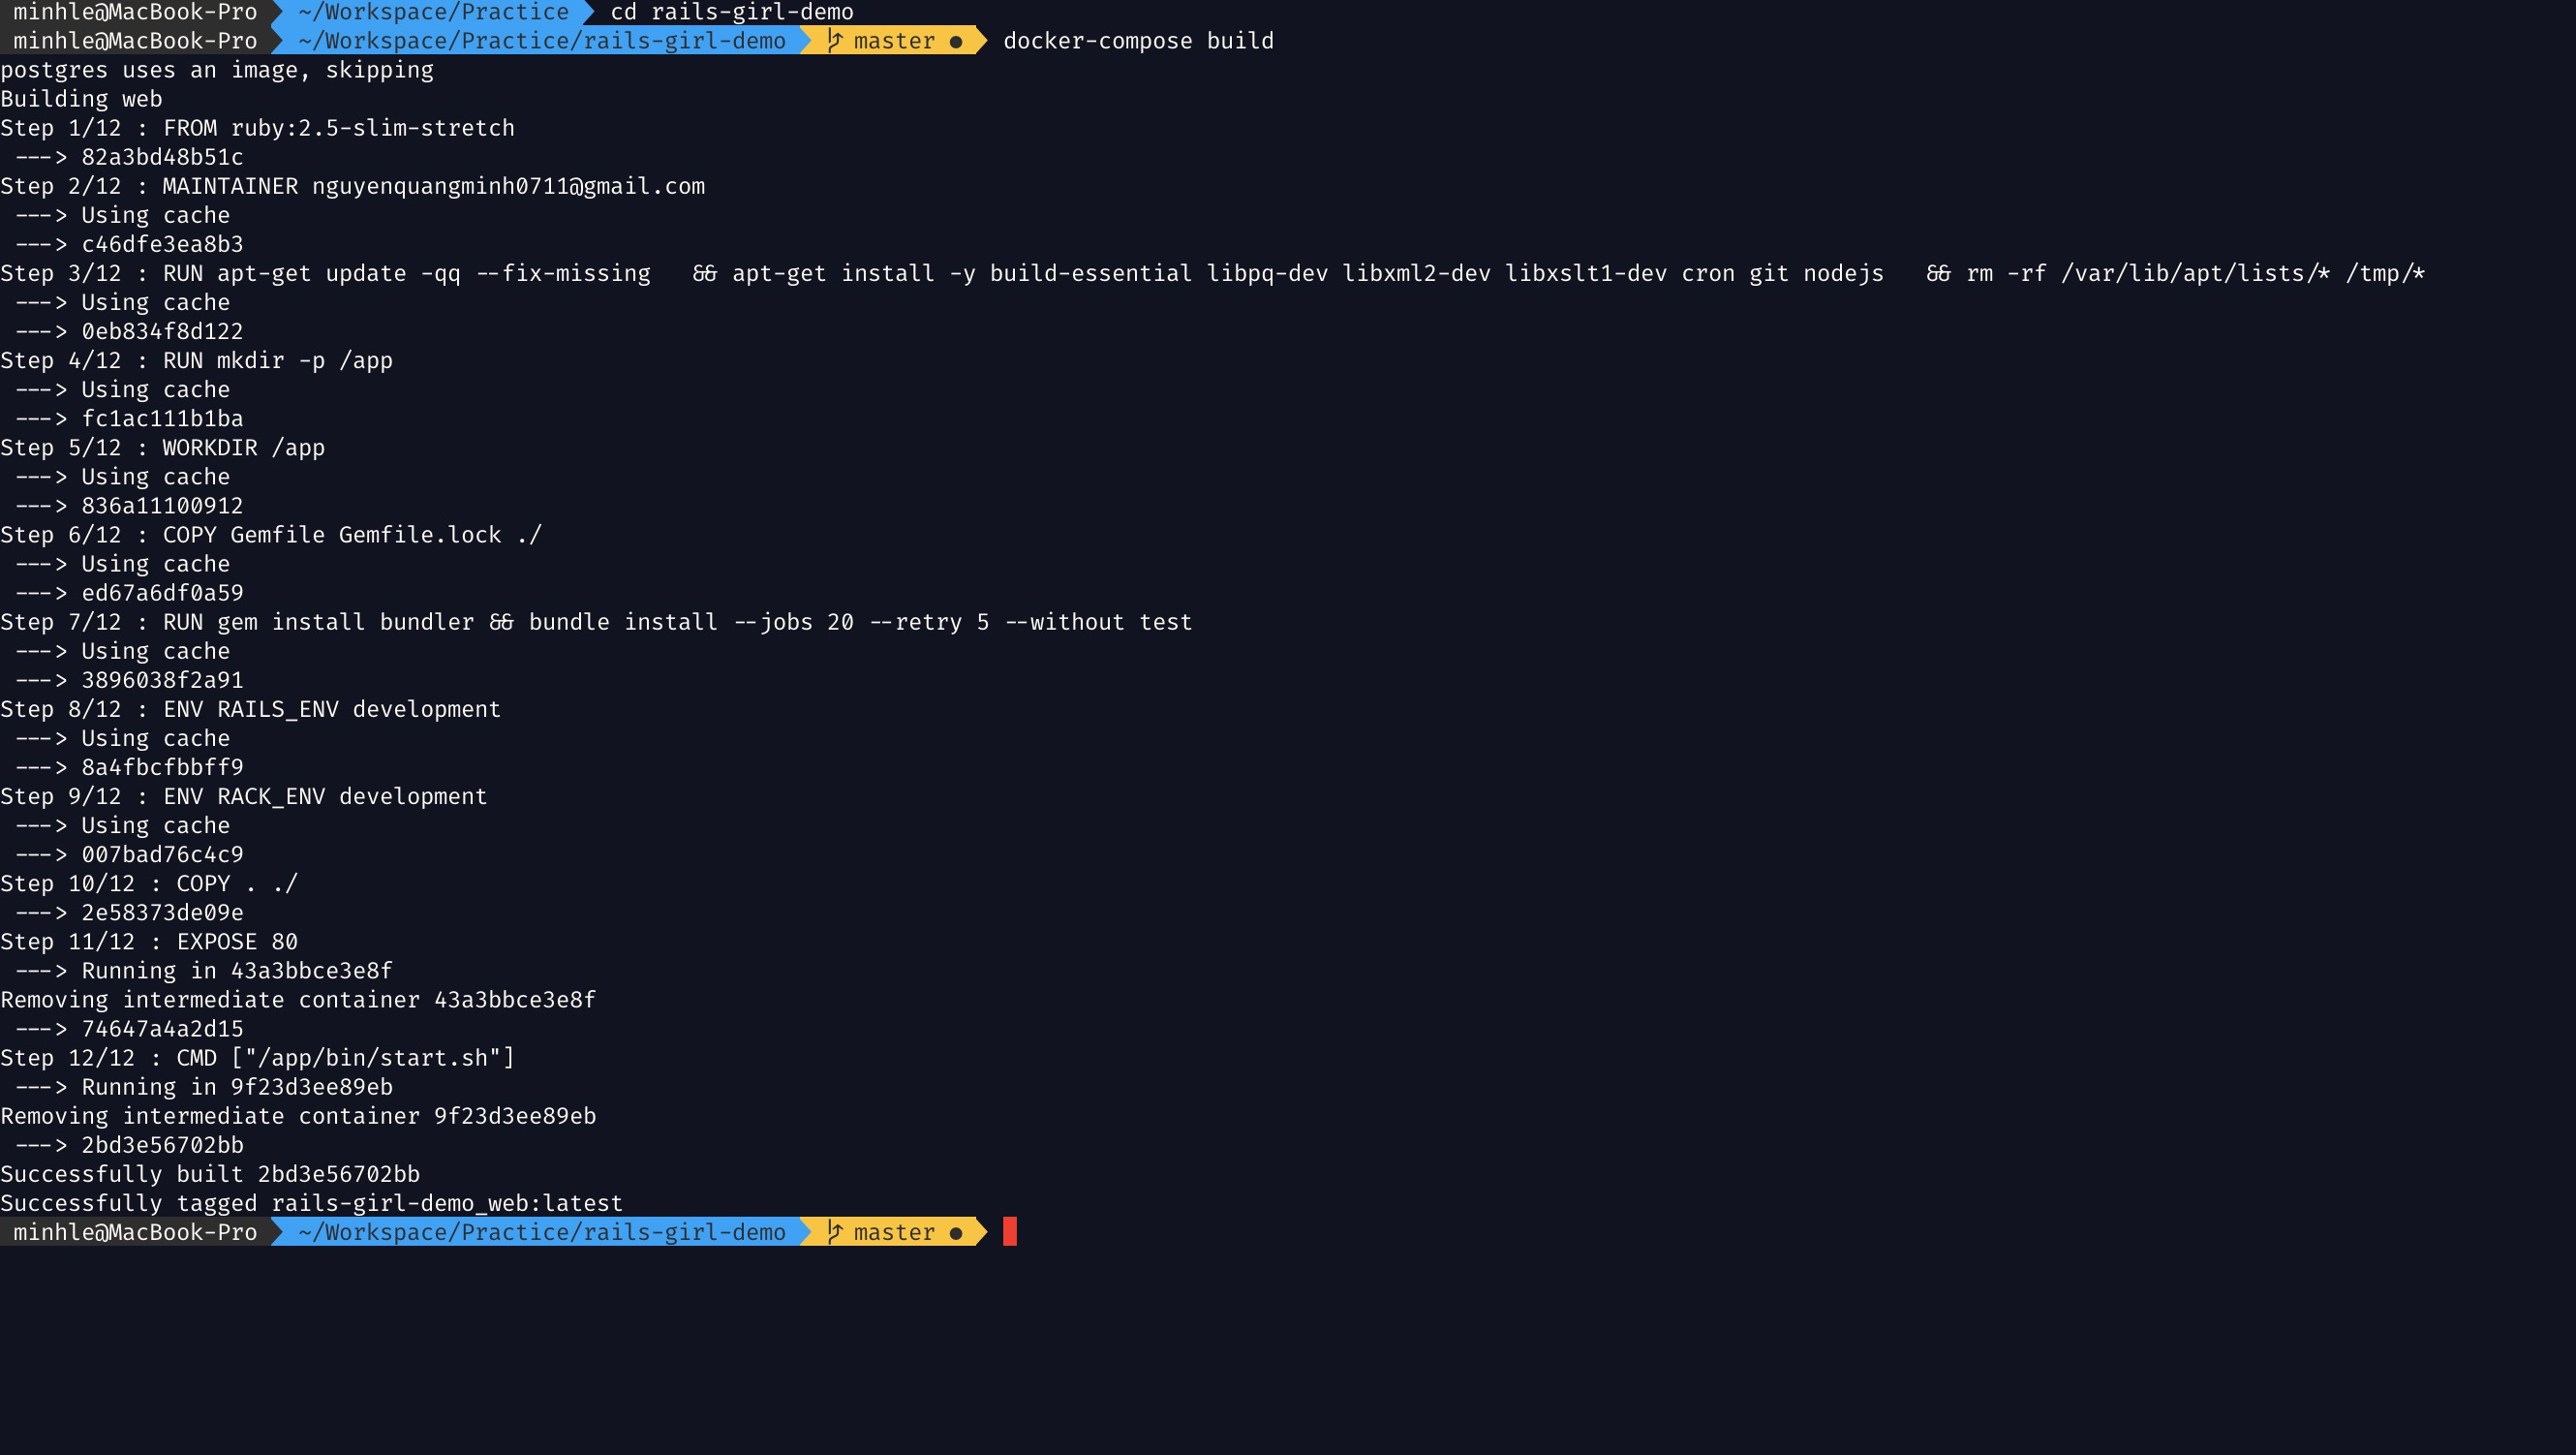 minhle@MacBook-Pro ~/Workspace/Practice cd rails-girl-demo
minhle@MacBook-Pro ~/Workspace/Practice/rails-girl-demo master ● docker-compose build
postgres uses an image, skipping
Building web
Step 1/12 : FROM ruby:2.5-slim-stretch
 ---> 82a3bd48b51c
Step 2/12 : MAINTAINER nguyenquangminh0711@gmail.com
 ---> Using cache
 ---> c46dfe3ea8b3
Step 3/12 : RUN apt-get update -qq --fix-missing   && apt-get install -y build-essential libpq-dev libxml2-dev libxslt1-dev cron git nodejs   && rm -rf /var/lib/apt/lists/* /tmp/*
 ---> Using cache
 ---> 0eb834f8d122
Step 4/12 : RUN mkdir -p /app
 ---> Using cache
 ---> fc1ac111b1ba
Step 5/12 : WORKDIR /app
 ---> Using cache
 ---> 836a11100912
Step 6/12 : COPY Gemfile Gemfile.lock ./
 ---> Using cache
 ---> ed67a6df0a59
Step 7/12 : RUN gem install bundler && bundle install --jobs 20 --retry 5 --without test
 ---> Using cache
 ---> 3896038f2a91
Step 8/12 : ENV RAILS_ENV development
 ---> Using cache
 ---> 8a4fbcfbbff9
Step 9/12 : ENV RACK_ENV development
 ---> Using cache
 ---> 007bad76c4c9
Step 10/12 : COPY . ./
 ---> 2e58373de09e
Step 11/12 : EXPOSE 80
 ---> Running in 43a3bbce3e8f
Removing intermediate container 43a3bbce3e8f
 ---> 74647a4a2d15
Step 12/12 : CMD ["/app/bin/start.sh"]
 ---> Running in 9f23d3ee89eb
Removing intermediate container 9f23d3ee89eb
 ---> 2bd3e56702bb
Successfully built 2bd3e56702bb
Successfully tagged rails-girl-demo_web:latest
minhle@MacBook-Pro ~/Workspace/Practice/rails-girl-demo master ●